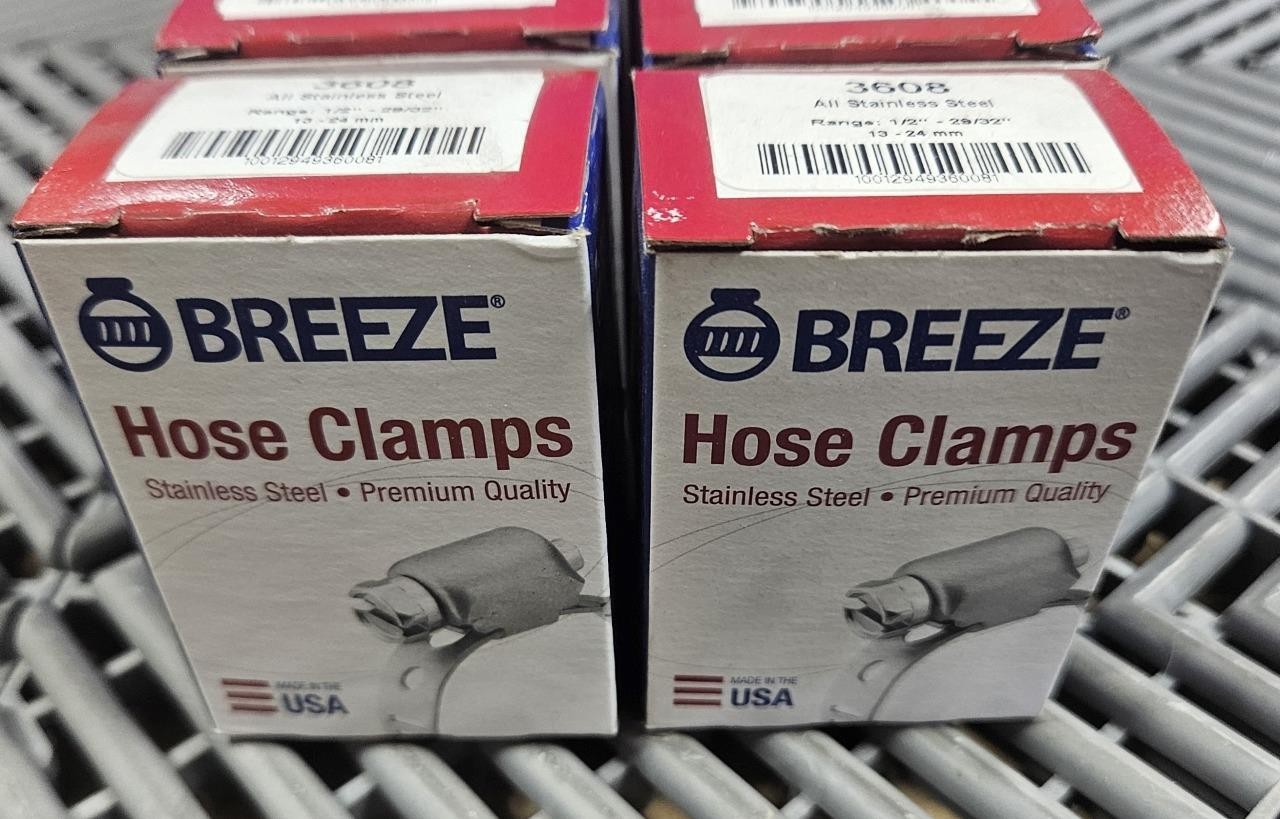 3608
All Stainless Steel
Range: 1/2" - 29/32"
13 - 24 mm
10012949360081
BREEZE®
Hose Clamps
Stainless Steel • Premium Quality
MADE IN THE
USA
3608
All Stainless Steel
Range: 1/2" - 29/32"
13 - 24 mm
10012949360081
BREEZE®
Hose Clamps
Stainless Steel • Premium Quality
MADE IN THE
USA